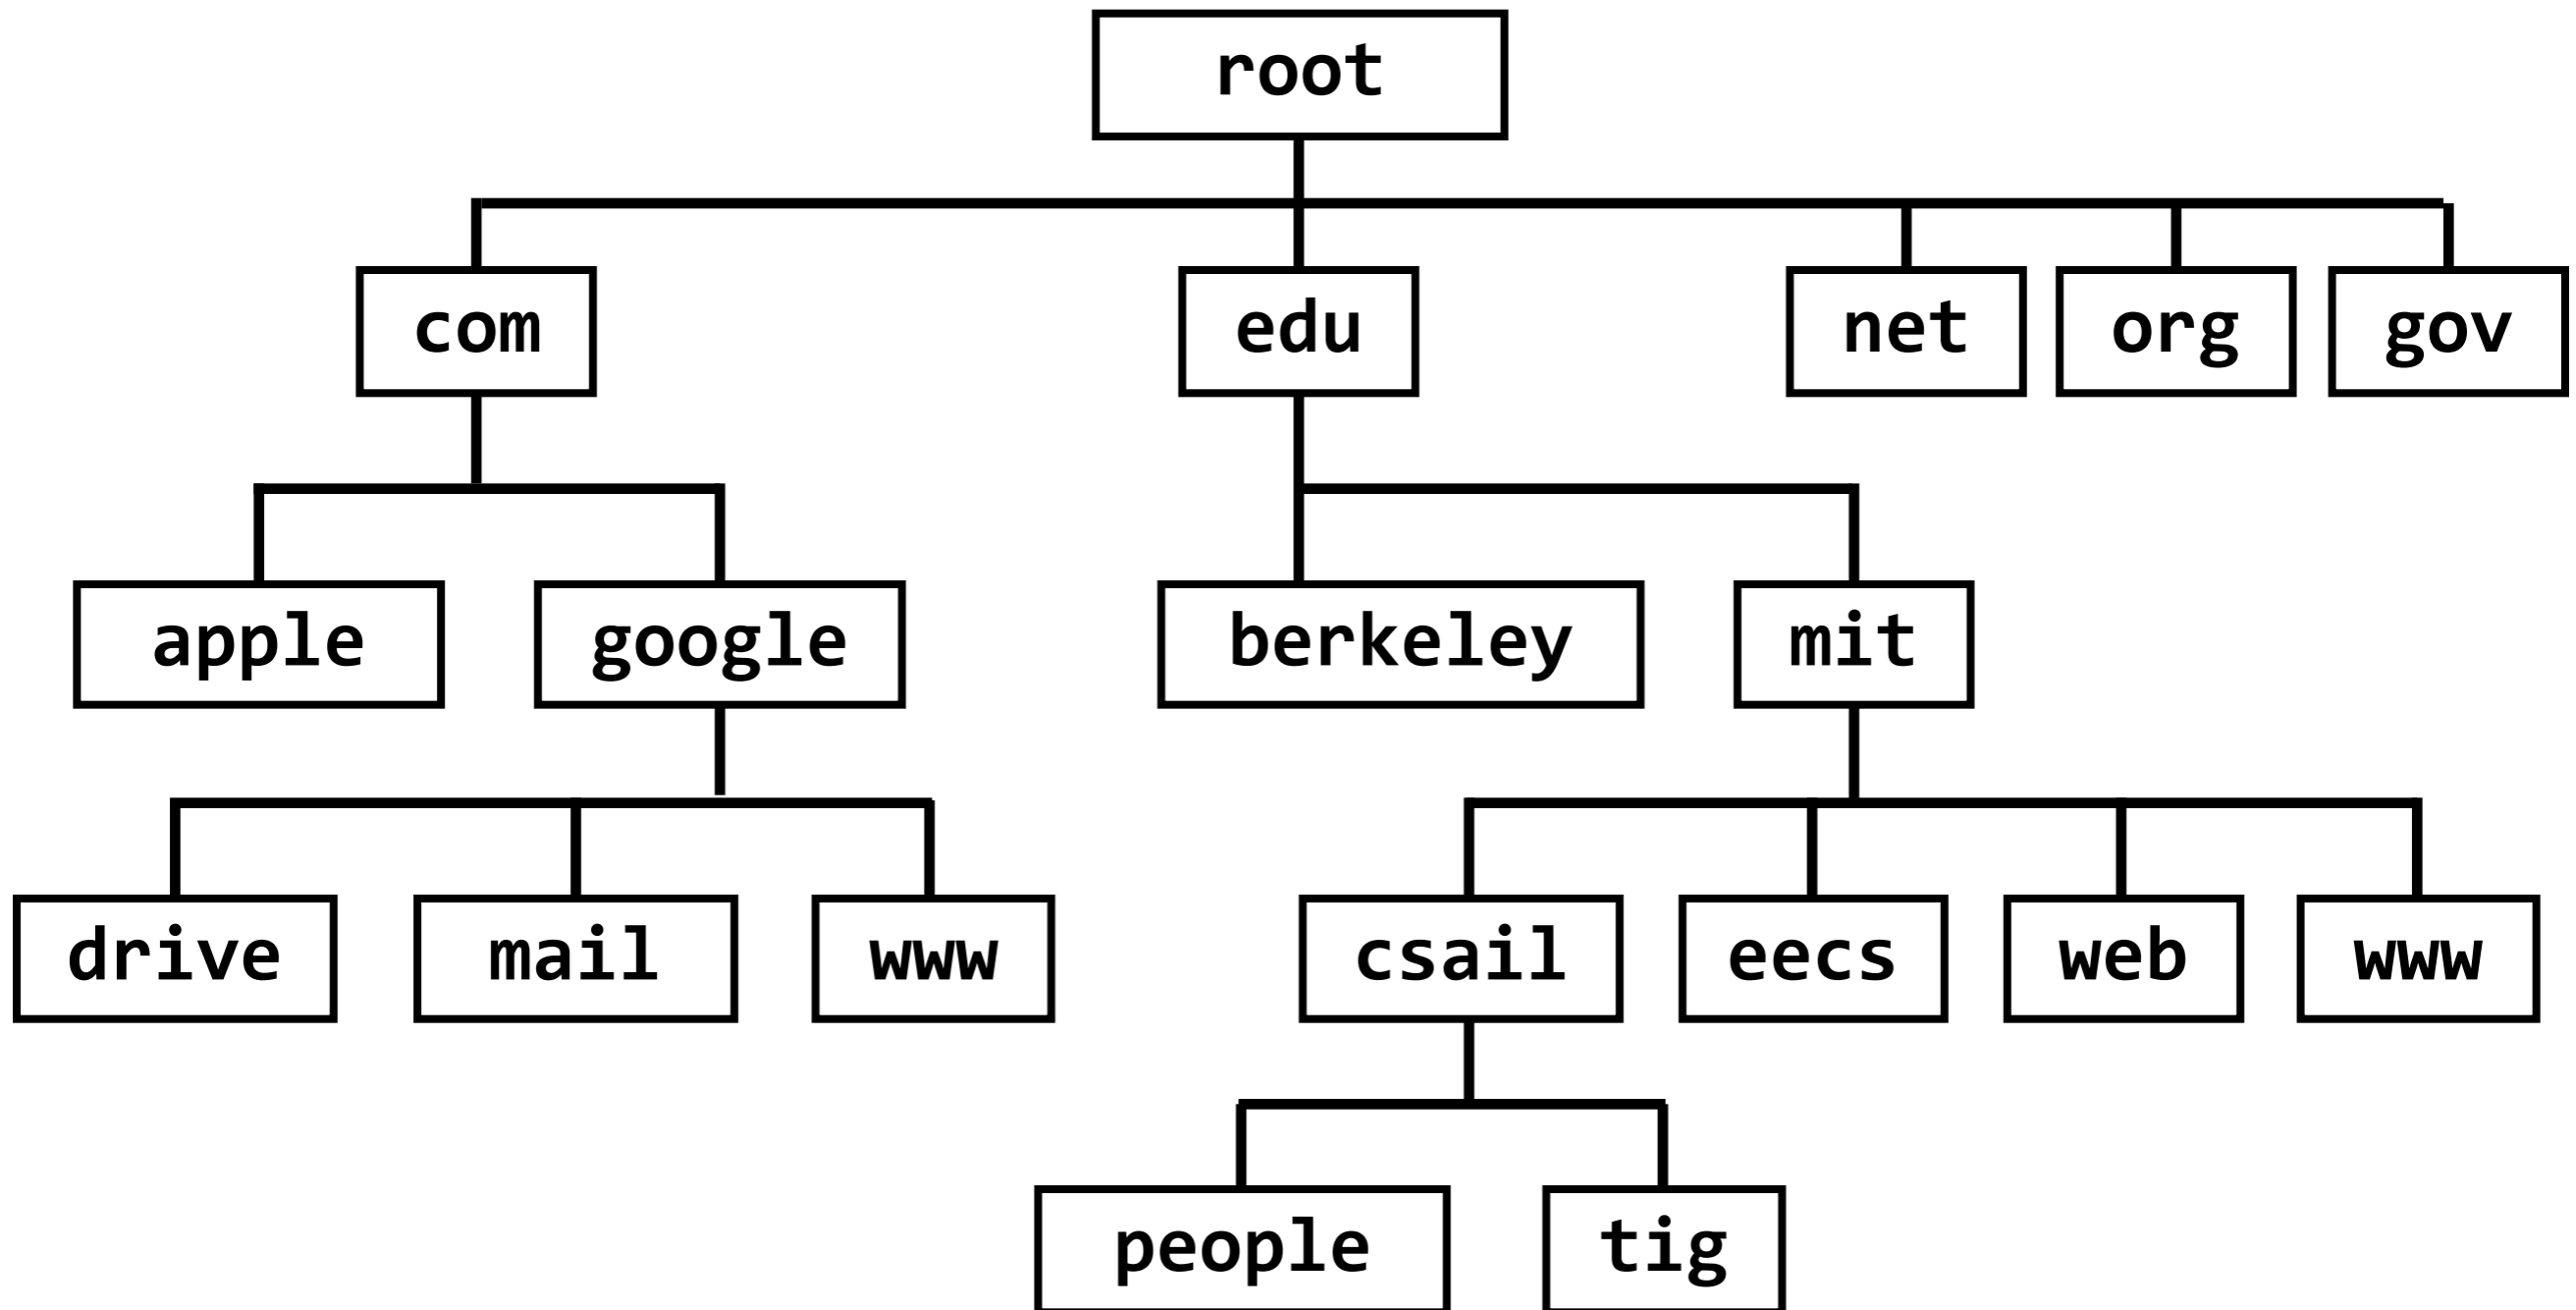 root
com edu net org gov
apple google berkeley mit
drive mail www csail eecs web www
people tig